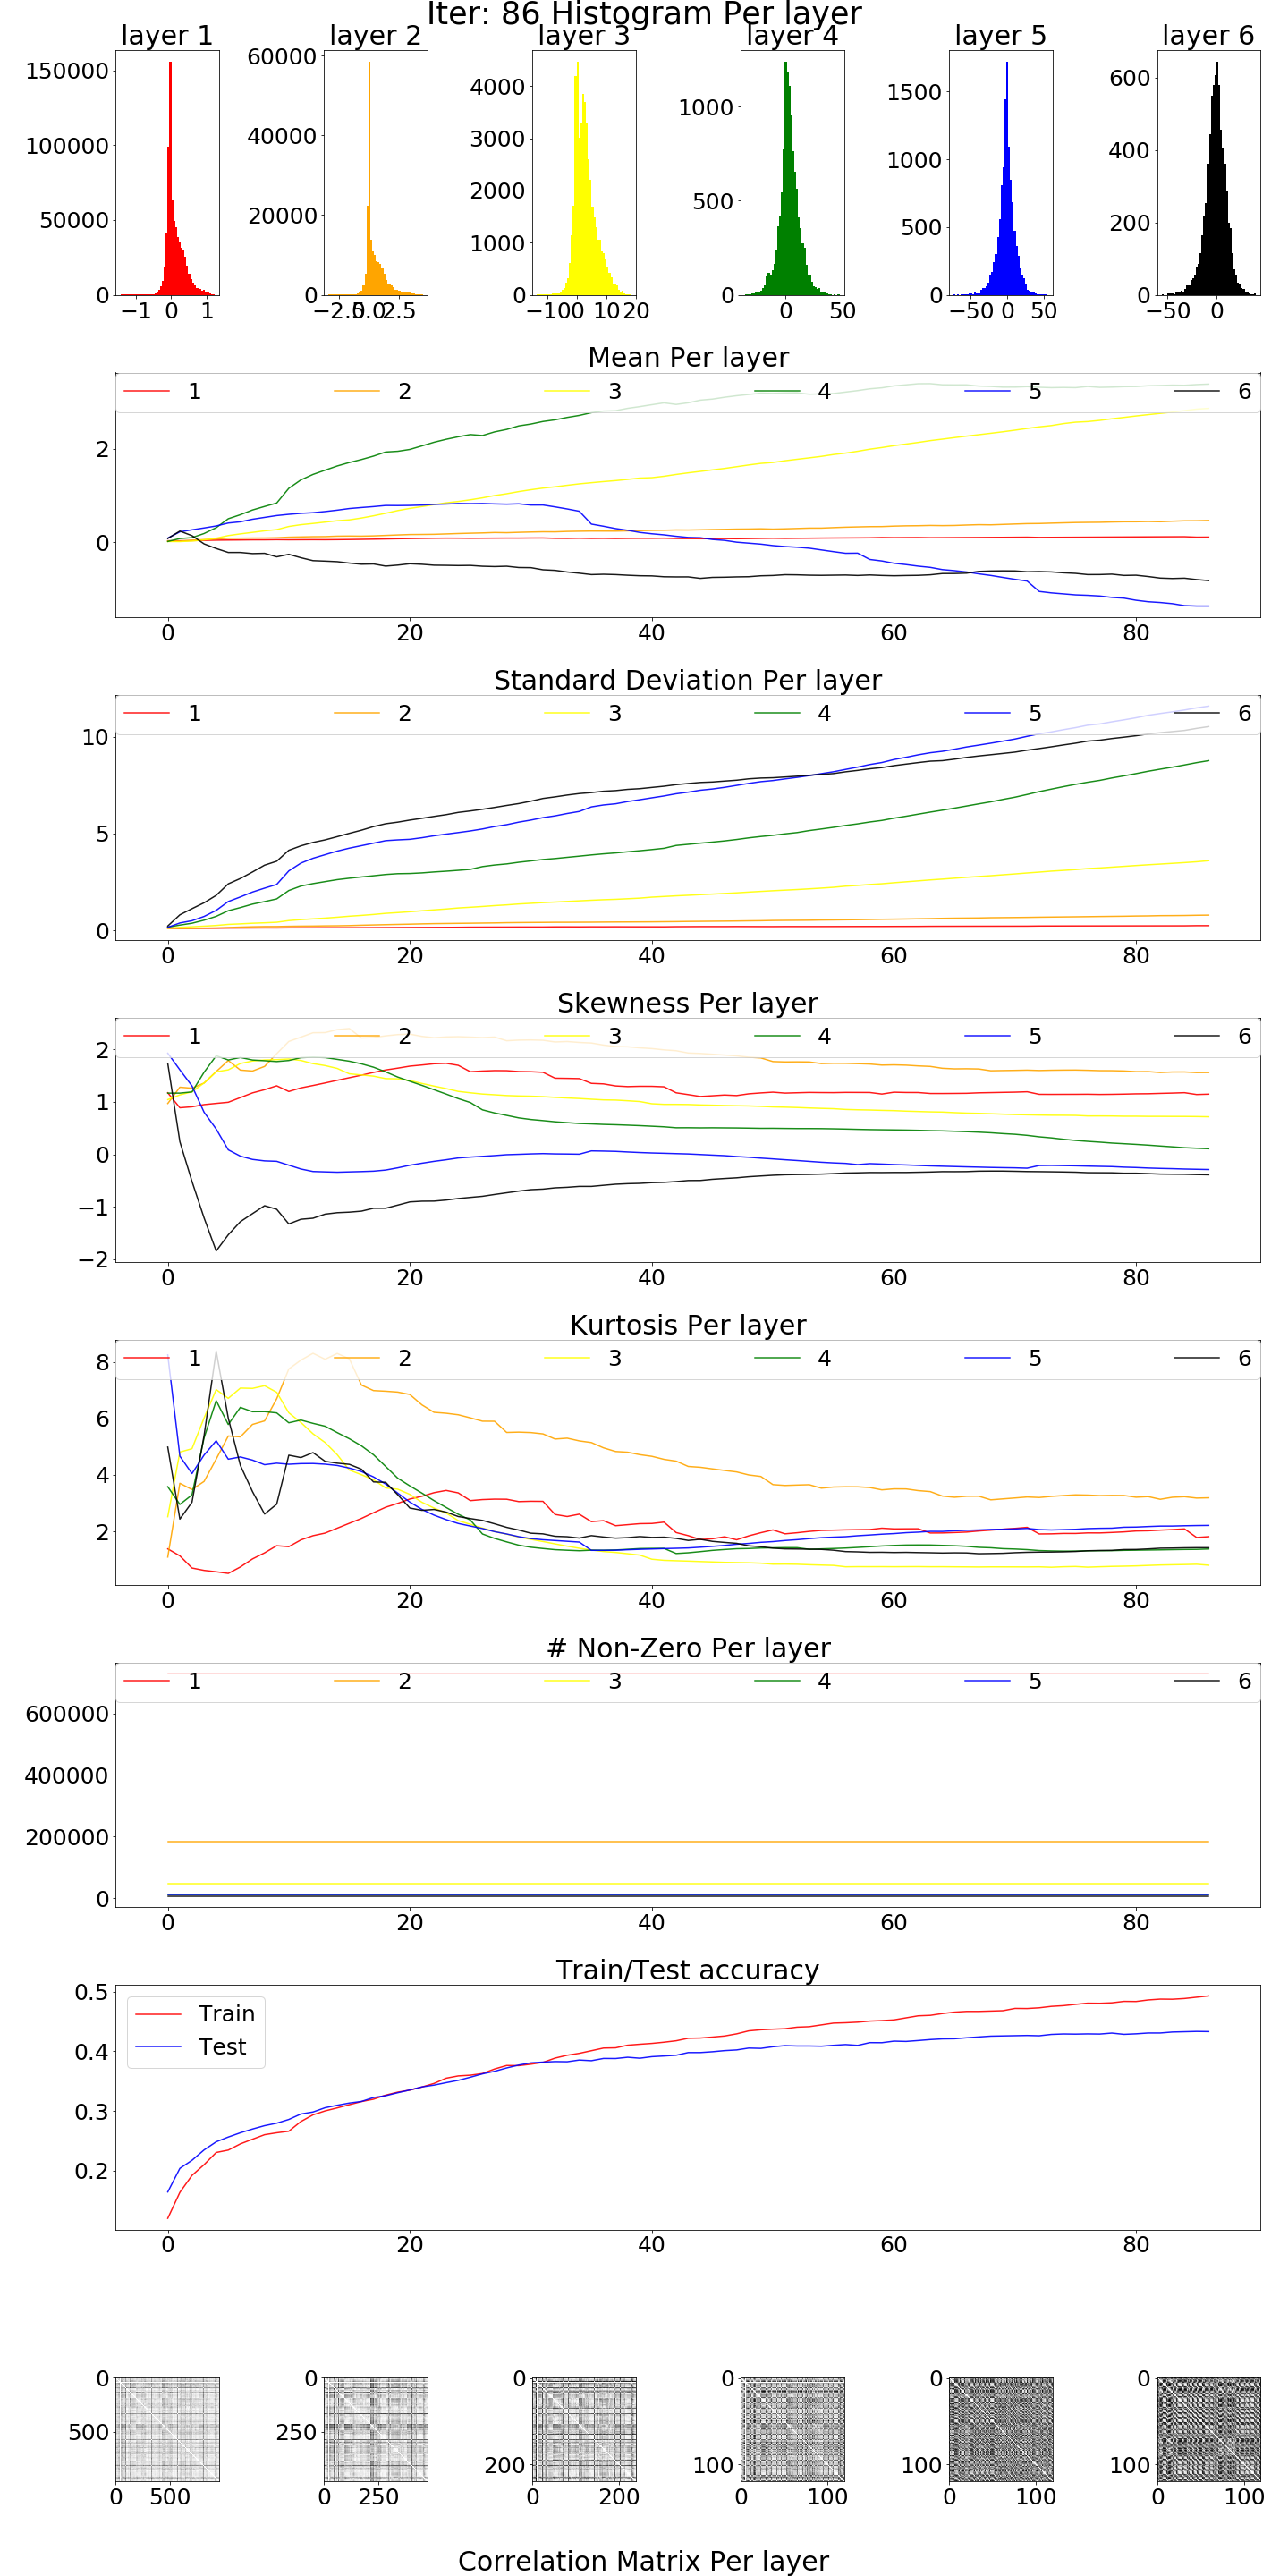 Iter: 86 Histogram Per layer
layer 1 layer 2 layer 3 layer 4 layer 5 layer 6
150000 100000 50000 0
−1 0 1
60000 40000 20000 0
−2.5 0.0 2.5
4000 3000 2000 1000 0
−10 0 10 20
1000 500 0
0 50
1500 1000 500 0
−50 0 50
600 400 200 0
−50 0
Mean Per layer
1 2 3 4 5 6
2
0
0 20 40 60 80
Standard Deviation Per layer
1 2 3 4 5 6
10
5
0
0 20 40 60 80
Skewness Per layer
1 2 3 4 5 6
2
1
0
−1
−2
0 20 40 60 80
Kurtosis Per layer
1 2 3 4 5 6
8
6
4
2
0 20 40 60 80
# Non-Zero Per layer
1 2 3 4 5 6
600000
400000
200000
0
0 20 40 60 80
Train/Test accuracy
Train
Test
0.5
0.4
0.3
0.2
0 20 40 60 80
0 500
0 500
0 250
0 250
0 200
0 200
0 100
0 100
0 100
0 100
0 100
0 100
Correlation Matrix Per layer